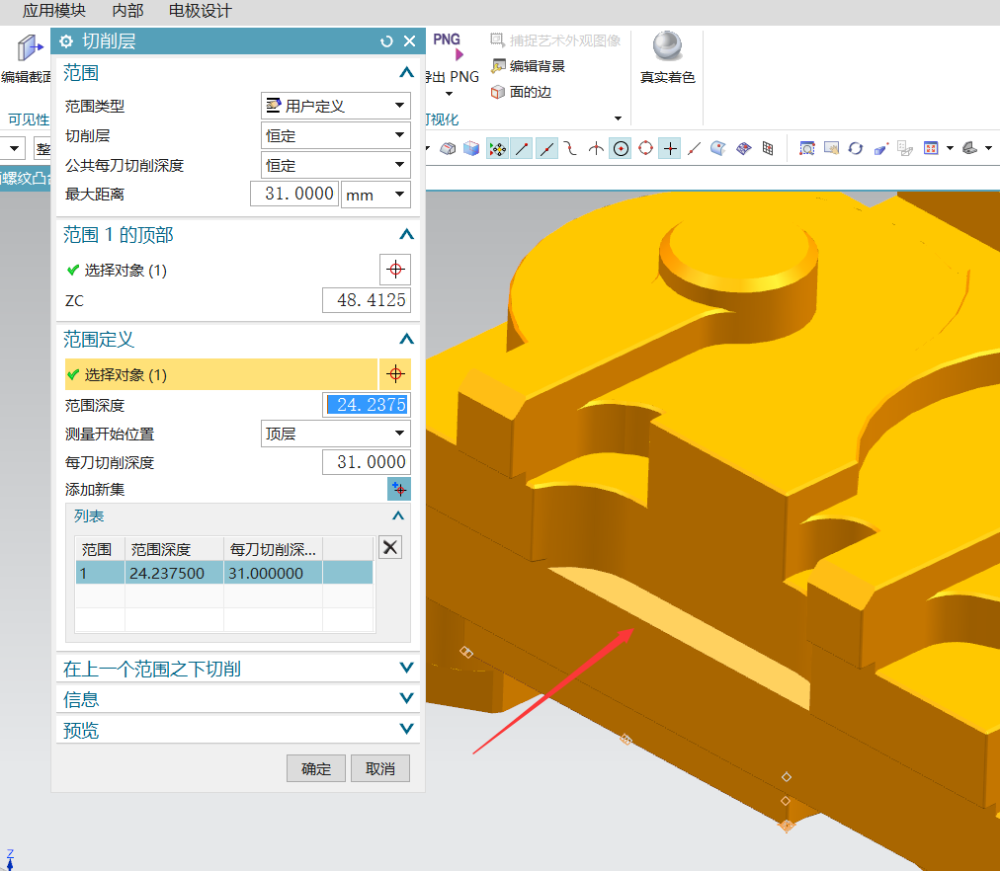 应用模块 内部 电极设计
编辑截面
可见性
整
面螺纹凸台
PNG
导出 PNG
捕捉艺术外观图像
编辑背景
面的边
真实着色
可视化
切削层
范围
范围类型 用户定义
切削层 恒定
公共每刀切削深度 恒定
最大距离 31.0000 mm
范围 1 的顶部
选择对象 (1)
ZC 48.4125
范围定义
选择对象 (1)
范围深度 24.2375
测量开始位置 顶层
每刀切削深度 31.0000
添加新集
列表
范围 范围深度 每刀切削深...
1 24.237500 31.000000
在上一个范围之下切削
信息
预览
确定 取消
Z